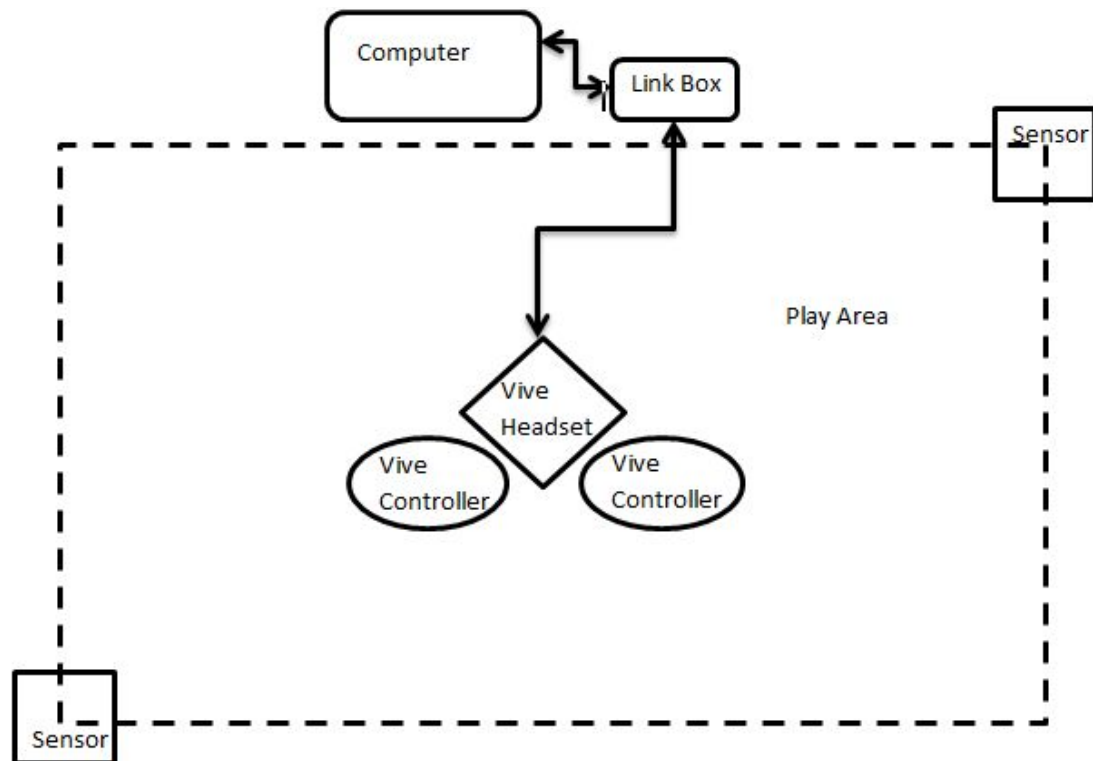 Computer
Link Box
Sensor
Play Area
Vive
Headset
Vive
Controller
Vive
Controller
Sensor